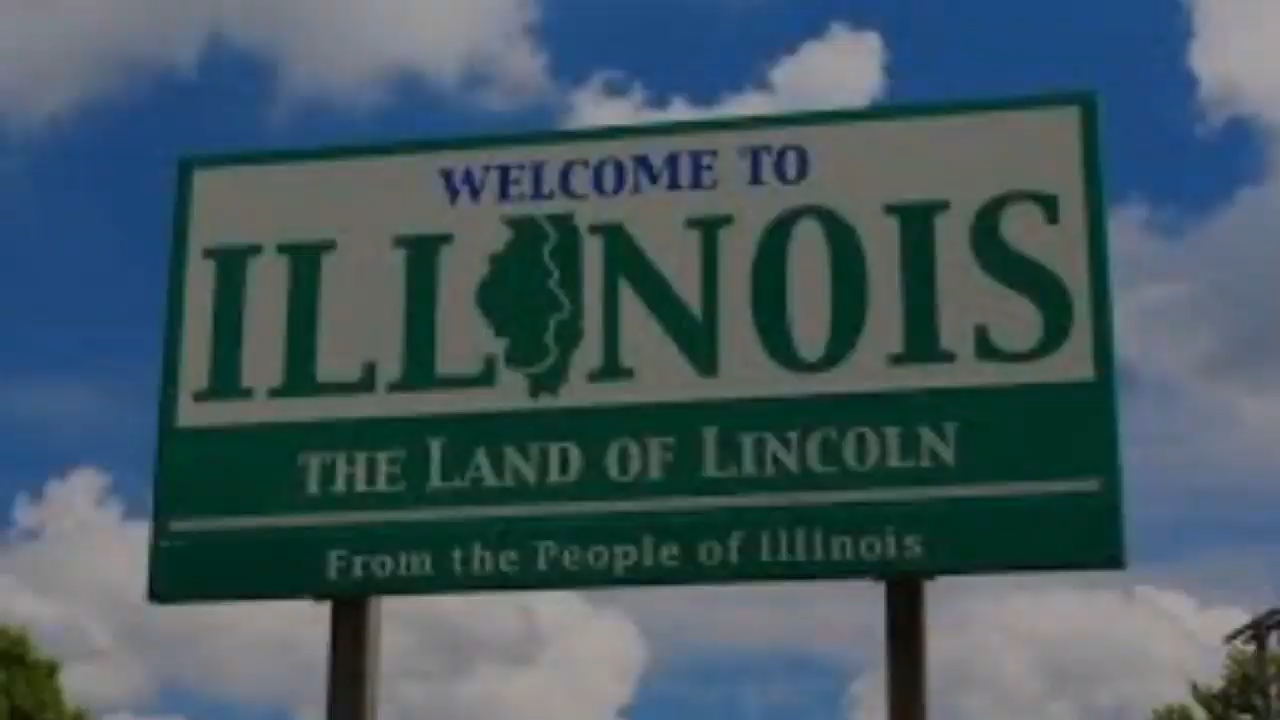 WELCOME TO
ILLINOIS
THE LAND OF LINCOLN
From the People of Illinois